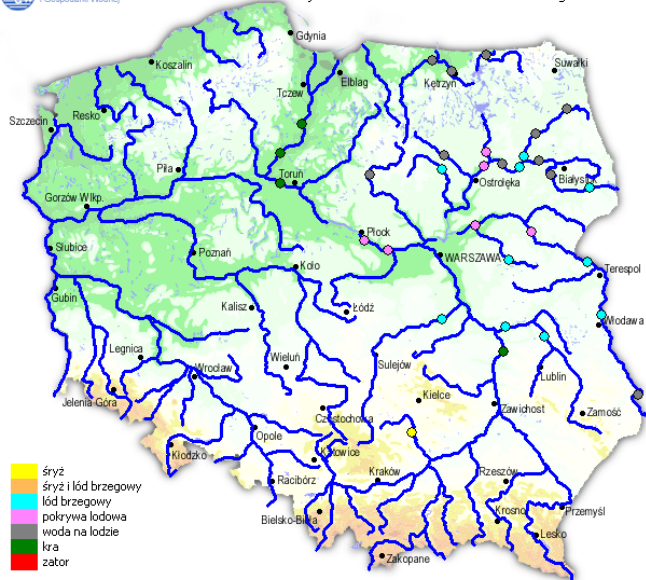 i Gospodarki Wodnej
Gdynia
Koszalin
Suwałki
Elbląg
Kętrzyn
Tczew
Resko
Szczecin
Piła
Toruń
Ostrołęka
Białystok
Gorzów Wlkp.
Płock
Słubice
Poznań
WARSZAWA
Koło
Terespol
Gubin
Kalisz
Łódź
Włodawa
Legnica
Wieluń
Sulejów
Wrocław
Lublin
Jelenia Góra
Kielce
Zawichost
Zamość
Częstochowa
Opole
Kłodzko
Katowice
Racibórz
Kraków
Rzeszów
Bielsko-Biała
Krosno
Przemyśl
Lesko
Zakopane
śryż
śryż i lód brzegowy
lód brzegowy
pokrywa lodowa
woda na lodzie
kra
zator